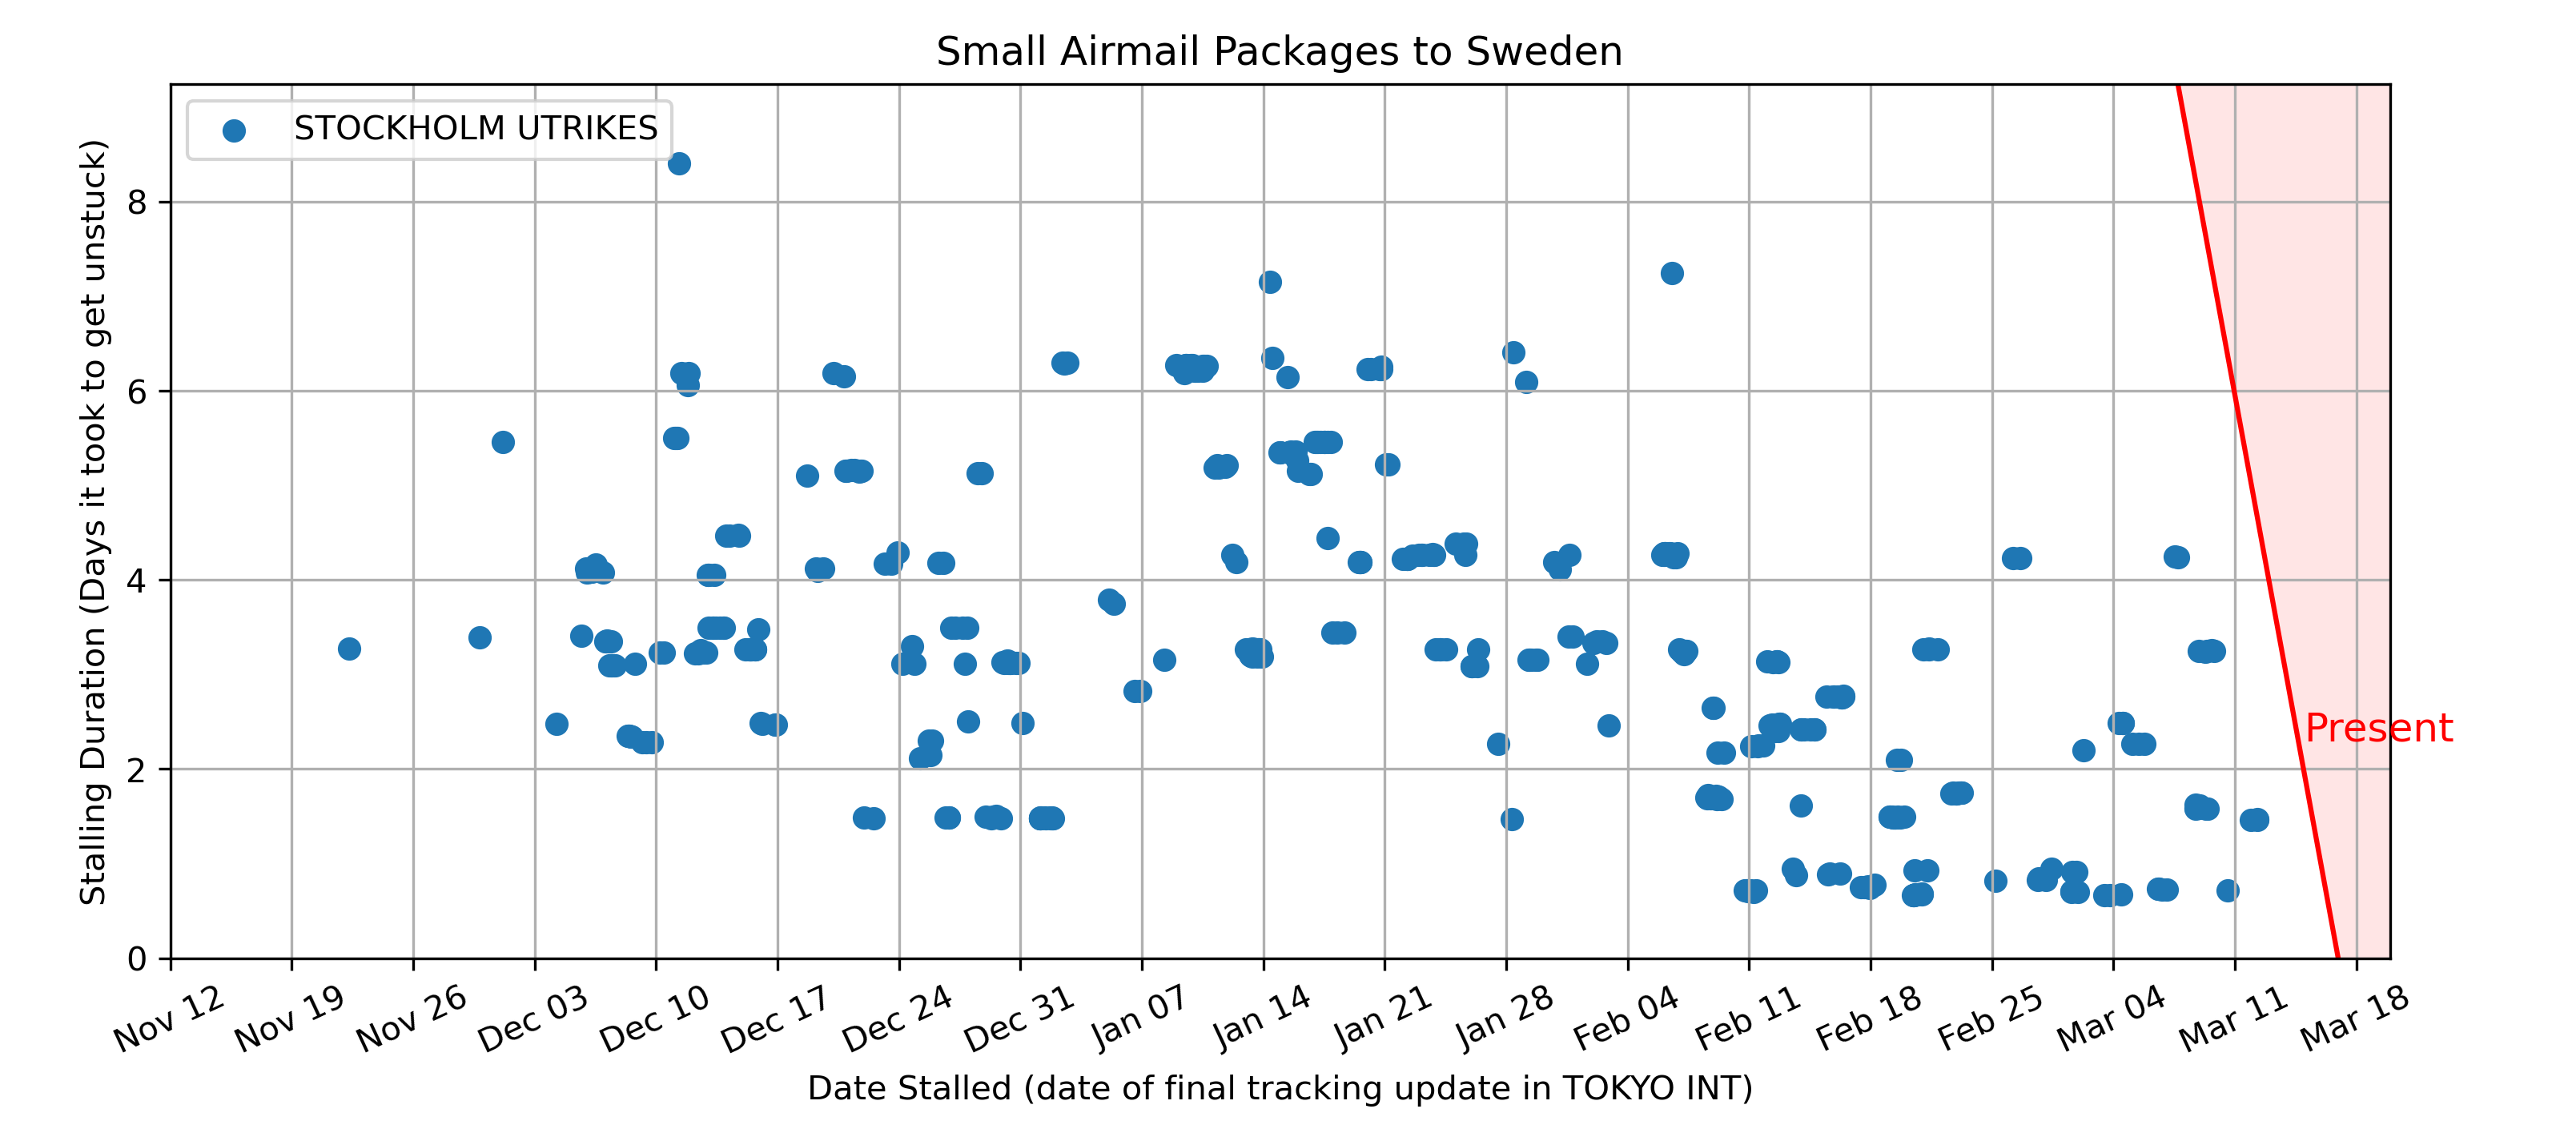 Small Airmail Packages to Sweden
STOCKHOLM UTRIKES
Stalling Duration (Days it took to get unstuck)
8
6
4
2
0
Present
Nov 12
Nov 19
Nov 26
Dec 03
Dec 10
Dec 17
Dec 24
Dec 31
Jan 07
Jan 14
Jan 21
Jan 28
Feb 04
Feb 11
Feb 18
Feb 25
Mar 04
Mar 11
Mar 18
Date Stalled (date of final tracking update in TOKYO INT)